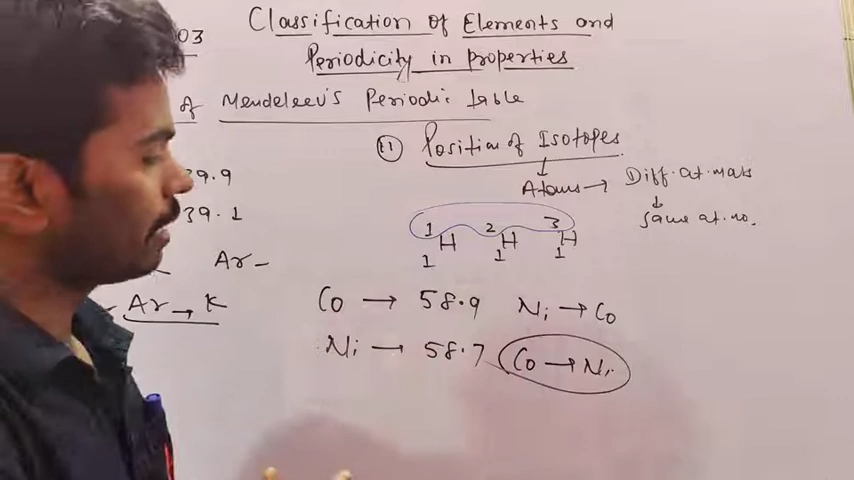 03
Classification of Elements and
Periodicity in properties
of Mendeleev's Periodic table
(11) Position of Isotopes
Atoms → Diff. at. mass
↓
same at. no.
39.9
39.1
1 2 3
H H H
1 1 1
Ar -
Ar → K
Co → 58.9 Ni → Co
Ni → 58.7 Co → Ni